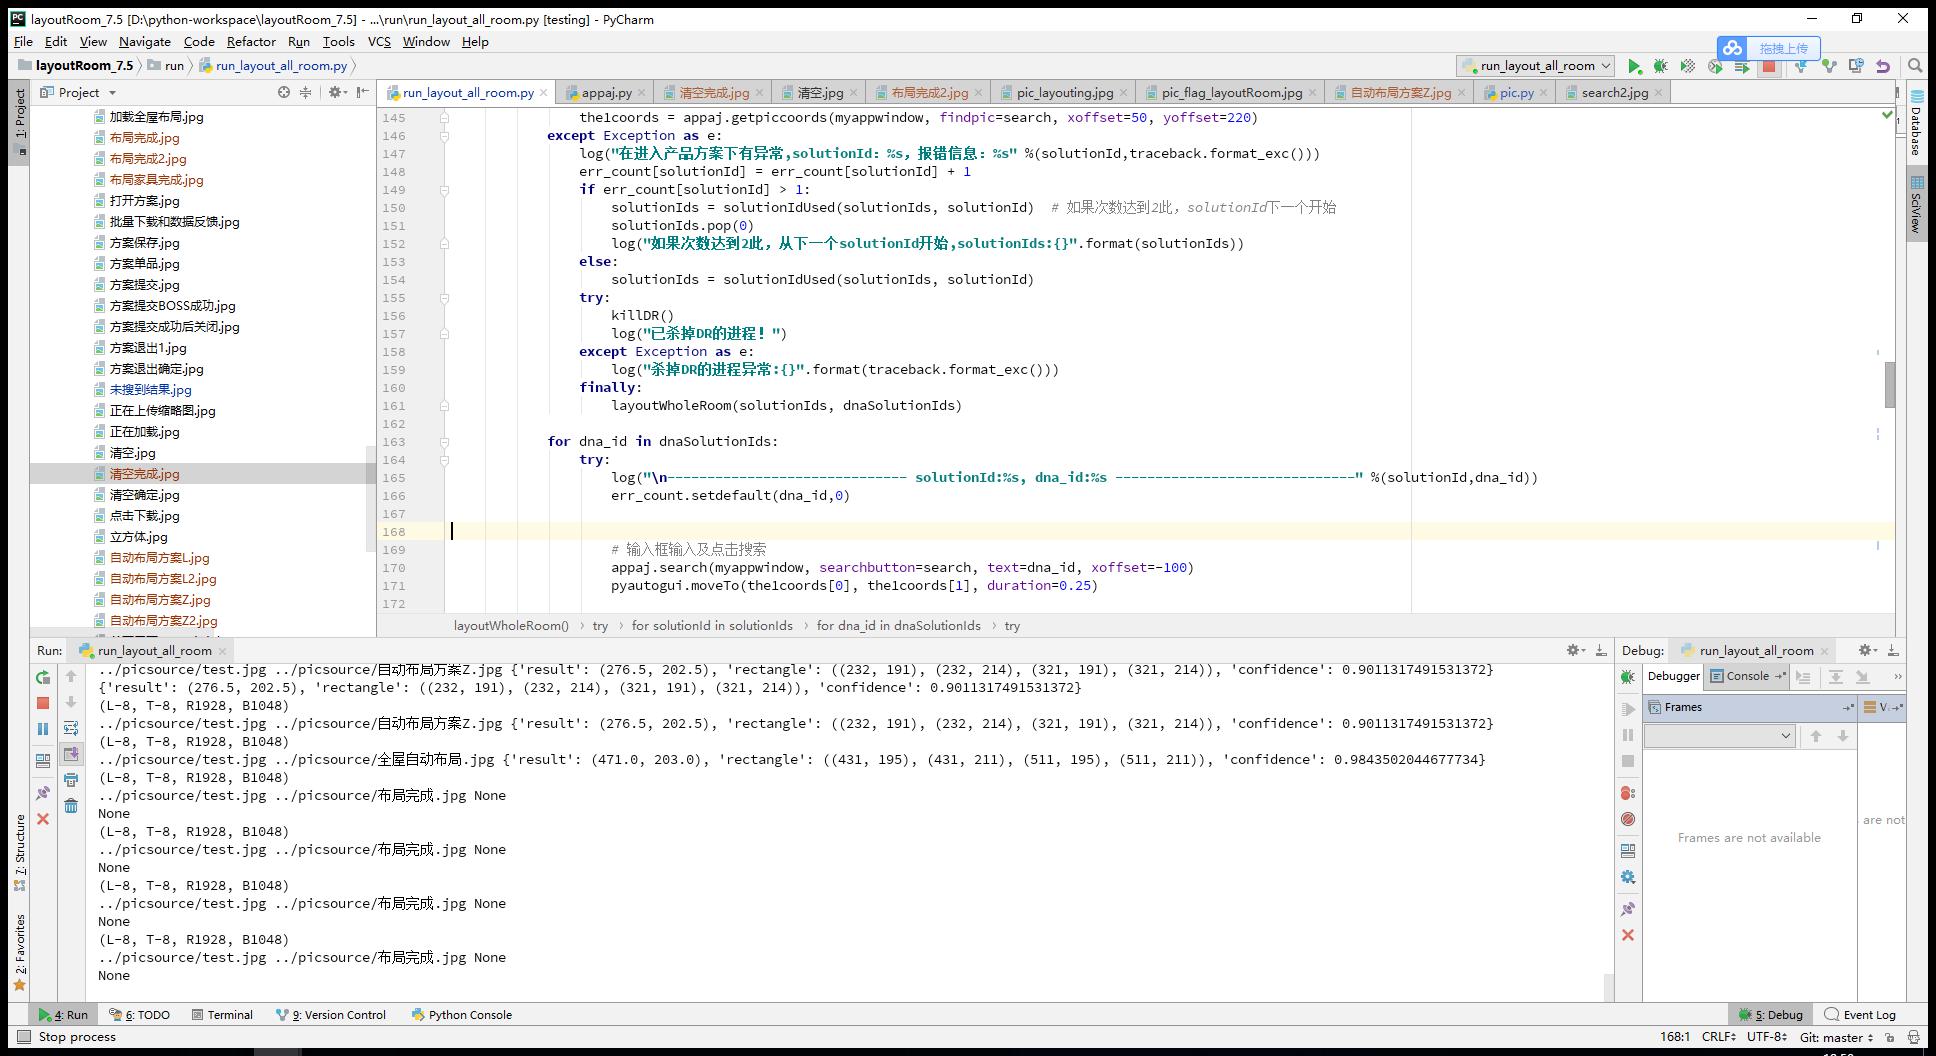 layoutRoom_7.5 [D:\python-workspace\layoutRoom_7.5] - ...\run\run_layout_all_room.py [testing] - PyCharm
File Edit View Navigate Code Refactor Run Tools VCS Window Help
拖拽上传
layoutRoom_7.5 run run_layout_all_room.py
run_layout_all_room
Project
run_layout_all_room.py appaj.py 清空完成.jpg 清空.jpg 布局完成2.jpg pic_layouting.jpg pic_flag_layoutRoom.jpg 自动布局方案Z.jpg pic.py search2.jpg
1: Project
7: Structure
2: Favorites
加载全屋布局.jpg
布局完成.jpg
布局完成2.jpg
布局家具完成.jpg
打开方案.jpg
批量下载和数据反馈.jpg
方案保存.jpg
方案单品.jpg
方案提交.jpg
方案提交BOSS成功.jpg
方案提交成功后关闭.jpg
方案退出1.jpg
方案退出确定.jpg
未搜到结果.jpg
正在上传缩略图.jpg
正在加载.jpg
清空.jpg
清空完成.jpg
清空确定.jpg
点击下载.jpg
立方体.jpg
自动布局方案L.jpg
自动布局方案L2.jpg
自动布局方案Z.jpg
自动布局方案Z2.jpg
145 the1coords = appaj.getpiccoords(myappwindow, findpic=search, xoffset=50, yoffset=220)
146 except Exception as e:
147 log("在进入产品方案下有异常,solutionId: %s，报错信息: %s" %(solutionId,traceback.format_exc()))
148 err_count[solutionId] = err_count[solutionId] + 1
149 if err_count[solutionId] > 1:
150 solutionIds = solutionIdUsed(solutionIds, solutionId)  # 如果次数达到2此，solutionId下一个开始
151 solutionIds.pop(0)
152 log("如果次数达到2此，从下一个solutionId开始,solutionIds:{}".format(solutionIds))
153 else:
154 solutionIds = solutionIdUsed(solutionIds, solutionId)
155 try:
156 killDR()
157 log("已杀掉DR的进程！")
158 except Exception as e:
159 log("杀掉DR的进程异常:{}".format(traceback.format_exc()))
160 finally:
161 layoutWholeRoom(solutionIds, dnaSolutionIds)
162
163 for dna_id in dnaSolutionIds:
164 try:
165 log("\n------------------------------ solutionId:%s, dna_id:%s ------------------------------" %(solutionId,dna_id))
166 err_count.setdefault(dna_id,0)
167
168
169 # 输入框输入及点击搜索
170 appaj.search(myappwindow, searchbutton=search, text=dna_id, xoffset=-100)
171 pyautogui.moveTo(the1coords[0], the1coords[1], duration=0.25)
172
layoutWholeRoom() › try › for solutionId in solutionIds › for dna_id in dnaSolutionIds › try
Database
SciView
Run: run_layout_all_room
../picsource/test.jpg ../picsource/自动布局方案Z.jpg {'result': (276.5, 202.5), 'rectangle': ((232, 191), (232, 214), (321, 191), (321, 214)), 'confidence': 0.9011317491531372}
{'result': (276.5, 202.5), 'rectangle': ((232, 191), (232, 214), (321, 191), (321, 214)), 'confidence': 0.9011317491531372}
(L-8, T-8, R1928, B1048)
../picsource/test.jpg ../picsource/自动布局方案Z.jpg {'result': (276.5, 202.5), 'rectangle': ((232, 191), (232, 214), (321, 191), (321, 214)), 'confidence': 0.9011317491531372}
(L-8, T-8, R1928, B1048)
../picsource/test.jpg ../picsource/全屋自动布局.jpg {'result': (471.0, 203.0), 'rectangle': ((431, 195), (431, 211), (511, 195), (511, 211)), 'confidence': 0.9843502044677734}
(L-8, T-8, R1928, B1048)
../picsource/test.jpg ../picsource/布局完成.jpg None
None
(L-8, T-8, R1928, B1048)
../picsource/test.jpg ../picsource/布局完成.jpg None
None
(L-8, T-8, R1928, B1048)
../picsource/test.jpg ../picsource/布局完成.jpg None
None
(L-8, T-8, R1928, B1048)
../picsource/test.jpg ../picsource/布局完成.jpg None
None
Debug: run_layout_all_room
Debugger Console
Frames V
Frames are not available
are not
4: Run 6: TODO Terminal 9: Version Control Python Console 5: Debug Event Log
Stop process 168:1 CRLF UTF-8 Git: master